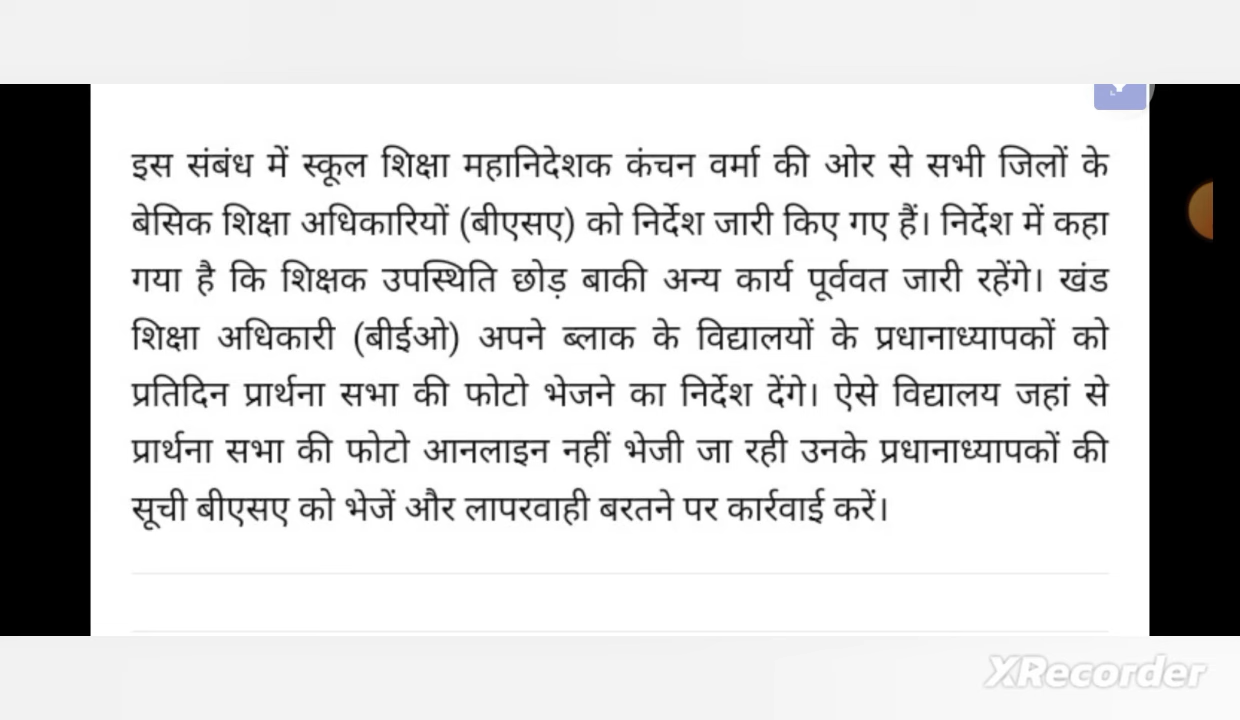 इस संबंध में स्कूल शिक्षा महानिदेशक कंचन वर्मा की ओर से सभी जिलों के
बेसिक शिक्षा अधिकारियों (बीएसए) को निर्देश जारी किए गए हैं। निर्देश में कहा
गया है कि शिक्षक उपस्थिति छोड़ बाकी अन्य कार्य पूर्ववत जारी रहेंगे। खंड
शिक्षा अधिकारी (बीईओ) अपने ब्लाक के विद्यालयों के प्रधानाध्यापकों को
प्रतिदिन प्रार्थना सभा की फोटो भेजने का निर्देश देंगे। ऐसे विद्यालय जहां से
प्रार्थना सभा की फोटो आनलाइन नहीं भेजी जा रही उनके प्रधानाध्यापकों की
सूची बीएसए को भेजें और लापरवाही बरतने पर कार्रवाई करें।
XRecorder